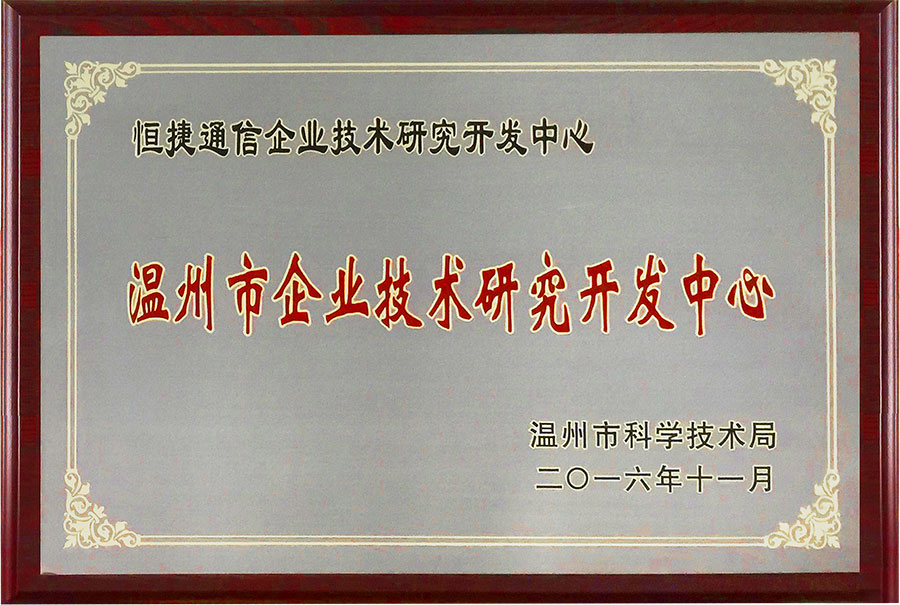 恒捷通信企业技术研究开发中心
温州市企业技术研究开发中心
温州市科学技术局
二〇一六年十一月